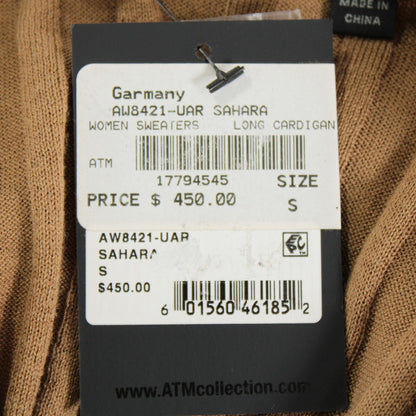 MADE IN
CHINA
Garmany
AW8421-UAR SAHARA
WOMEN SWEATERS LONG CARDIGAN
ATM
17794545 SIZE
PRICE $ 450.00 S
AW8421-UAR
SAHARA
S
$450.00
6 01560 46185 2
www.ATMcollection.com